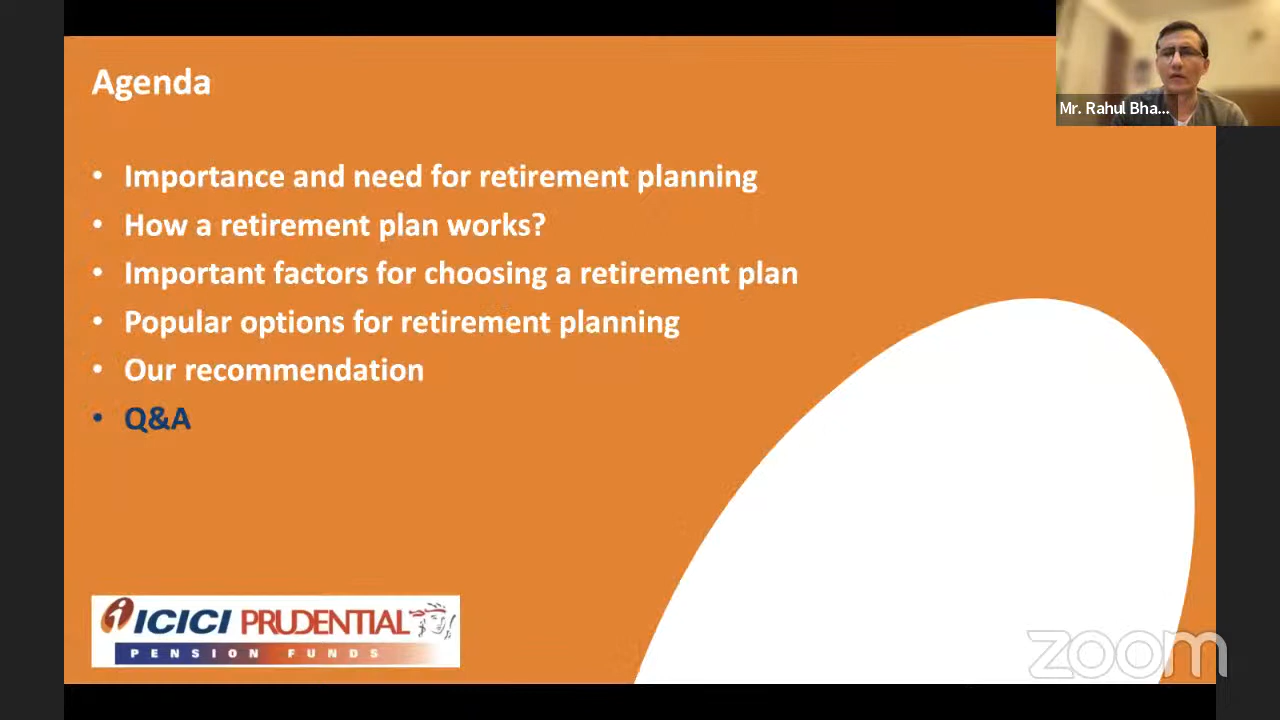 Agenda
Mr. Rahul Bha...
• Importance and need for retirement planning
• How a retirement plan works?
• Important factors for choosing a retirement plan
• Popular options for retirement planning
• Our recommendation
• Q&A
ICICI PRUDENTIAL
PENSION FUNDS
zoom